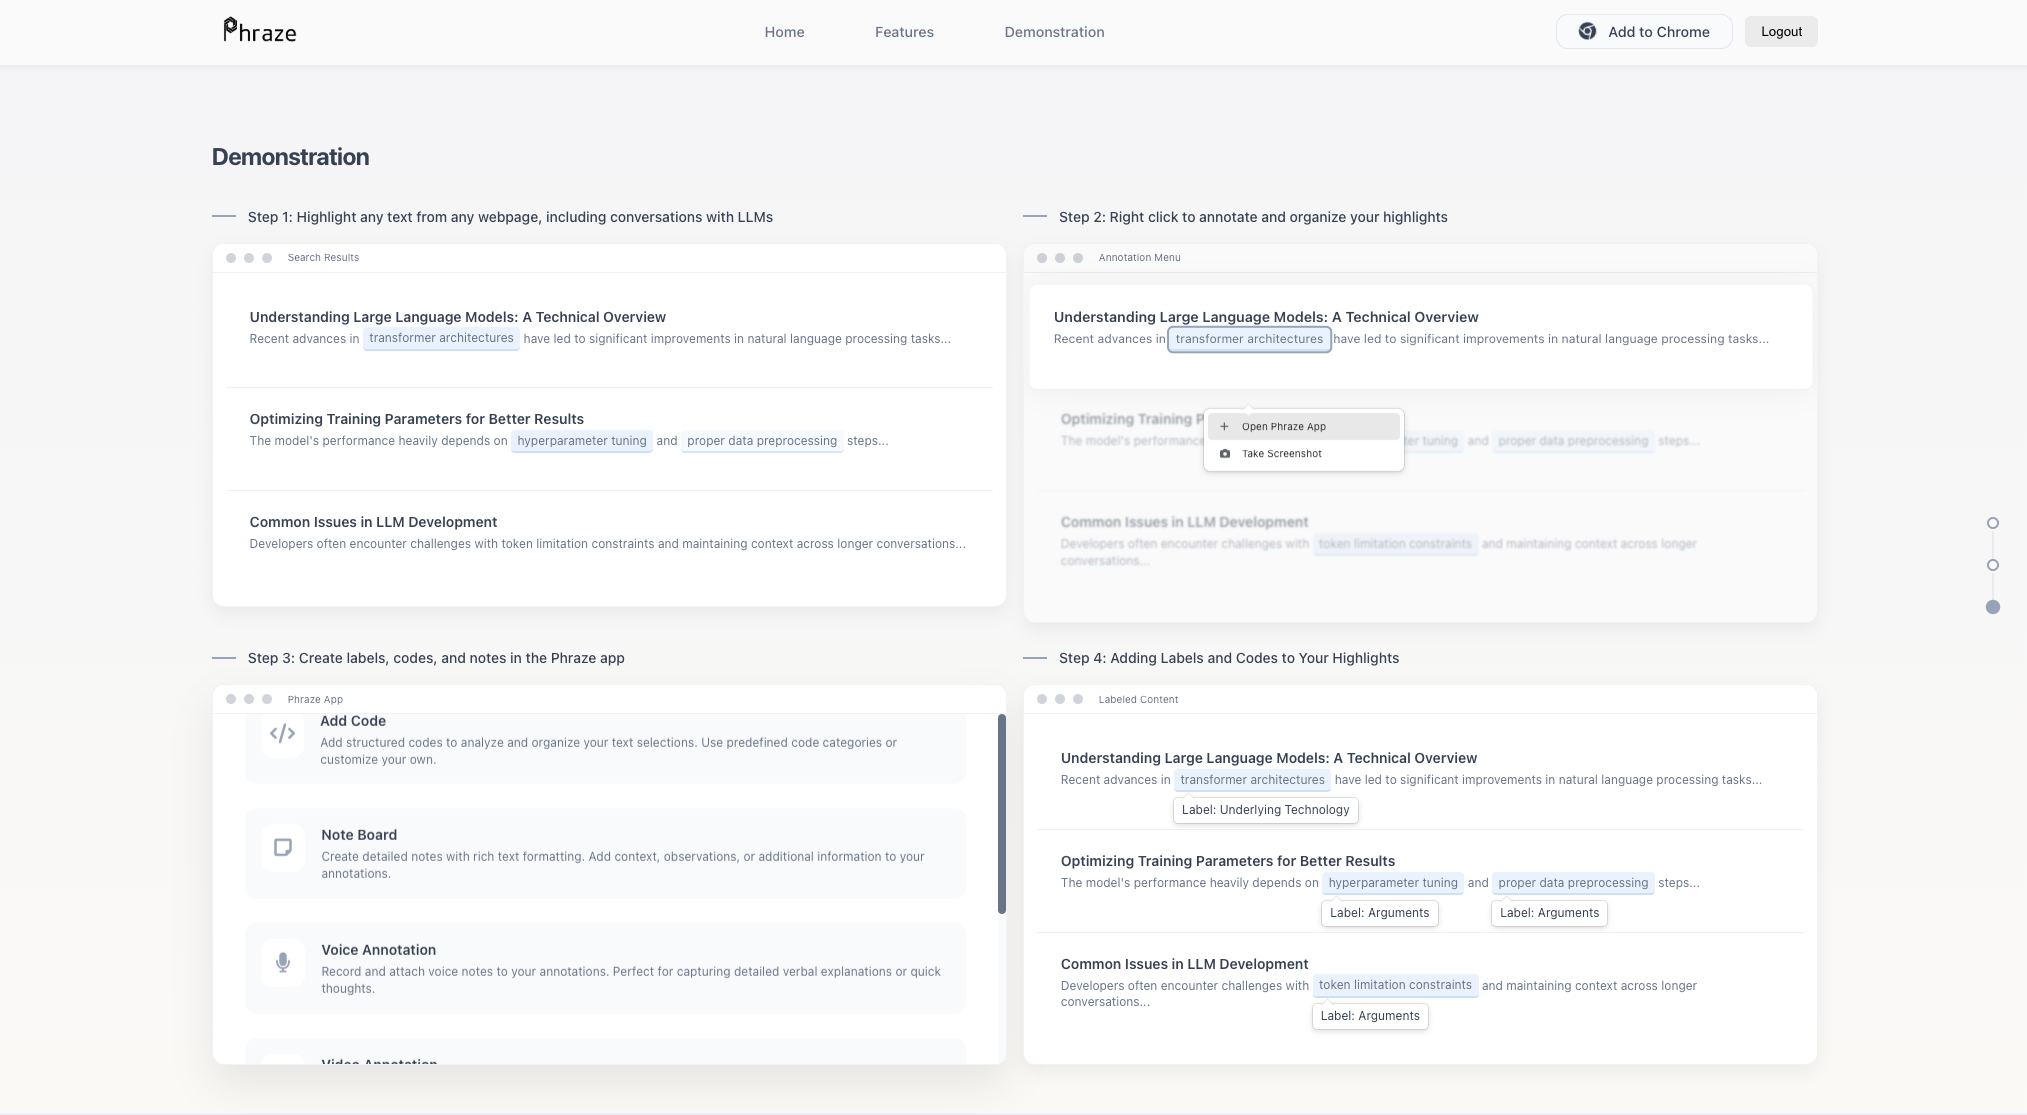 Phraze
Home
Features
Demonstration
Add to Chrome
Logout
Demonstration
Step 1: Highlight any text from any webpage, including conversations with LLMs
Search Results
Understanding Large Language Models: A Technical Overview
Recent advances in transformer architectures have led to significant improvements in natural language processing tasks...
Optimizing Training Parameters for Better Results
The model's performance heavily depends on hyperparameter tuning and proper data preprocessing steps...
Common Issues in LLM Development
Developers often encounter challenges with token limitation constraints and maintaining context across longer conversations...
Step 2: Right click to annotate and organize your highlights
Annotation Menu
Understanding Large Language Models: A Technical Overview
Recent advances in transformer architectures have led to significant improvements in natural language processing tasks...
Optimizing Training
The model's performance tuning and proper data preprocessing steps...
Open Phraze App
Take Screenshot
Common Issues in LLM Development
Developers often encounter challenges with token limitation constraints and maintaining context across longer
conversations...
Step 3: Create labels, codes, and notes in the Phraze app
Phraze App
Add Code
Add structured codes to analyze and organize your text selections. Use predefined code categories or
customize your own.
Note Board
Create detailed notes with rich text formatting. Add context, observations, or additional information to your
annotations.
Voice Annotation
Record and attach voice notes to your annotations. Perfect for capturing detailed verbal explanations or quick
thoughts.
Video Annotation
Step 4: Adding Labels and Codes to Your Highlights
Labeled Content
Understanding Large Language Models: A Technical Overview
Recent advances in transformer architectures have led to significant improvements in natural language processing tasks...
Label: Underlying Technology
Optimizing Training Parameters for Better Results
The model's performance heavily depends on hyperparameter tuning and proper data preprocessing steps...
Label: Arguments
Label: Arguments
Common Issues in LLM Development
Developers often encounter challenges with token limitation constraints and maintaining context across longer
conversations...
Label: Arguments